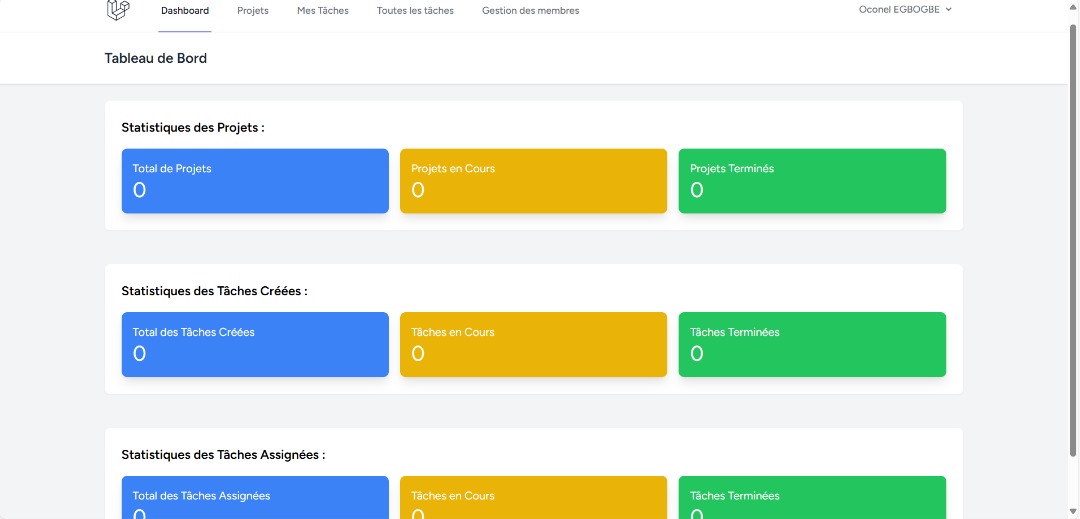 Dashboard Projets Mes Tâches Toutes les tâches Gestion des membres Oconel EGBOGBE
Tableau de Bord
Statistiques des Projets :
Total de Projets Projets en Cours Projets Terminés
0 0 0
Statistiques des Tâches Créées :
Total des Tâches Créées Tâches en Cours Tâches Terminées
0 0 0
Statistiques des Tâches Assignées :
Total des Tâches Assignées Tâches en Cours Tâches Terminées
0 0 0